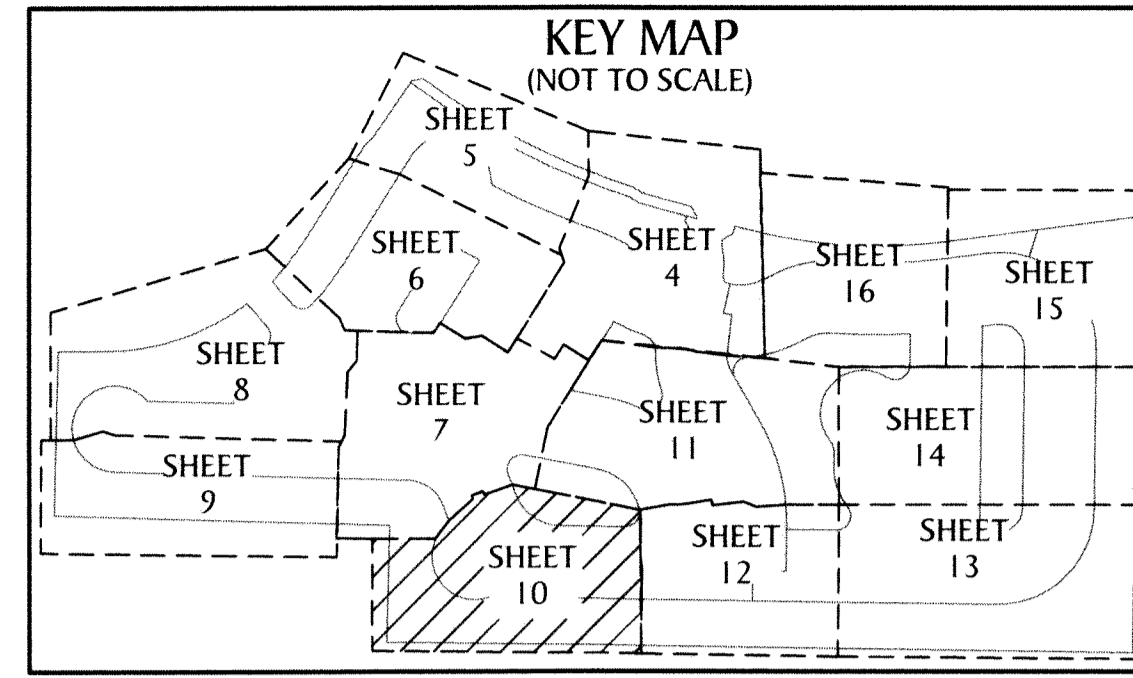 KEY MAP
(NOT TO SCALE)
SHEET
5
SHEET
6
SHEET
4
SHEET
16
SHEET
15
SHEET
8
SHEET
7
SHEET
11
SHEET
14
SHEET
9
SHEET
10
SHEET
12
SHEET
13